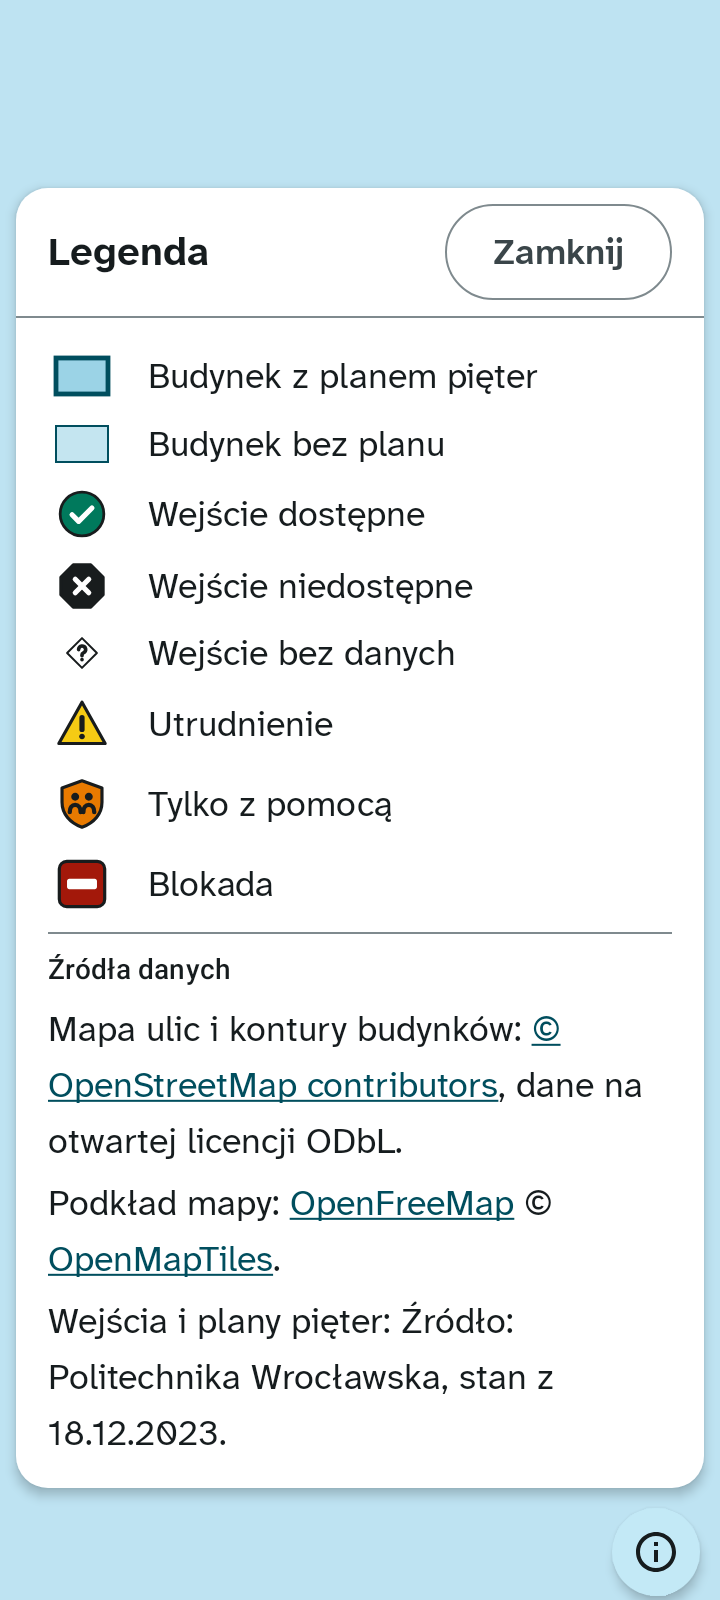 Legenda
Zamknij
Budynek z planem pięter
Budynek bez planu
Wejście dostępne
Wejście niedostępne
Wejście bez danych
Utrudnienie
Tylko z pomocą
Blokada
Źródła danych
Mapa ulic i kontury budynków: ©
OpenStreetMap contributors, dane na
otwartej licencji ODbL.
Podkład mapy: OpenFreeMap ©
OpenMapTiles.
Wejścia i plany pięter: Źródło:
Politechnika Wrocławska, stan z
18.12.2023.